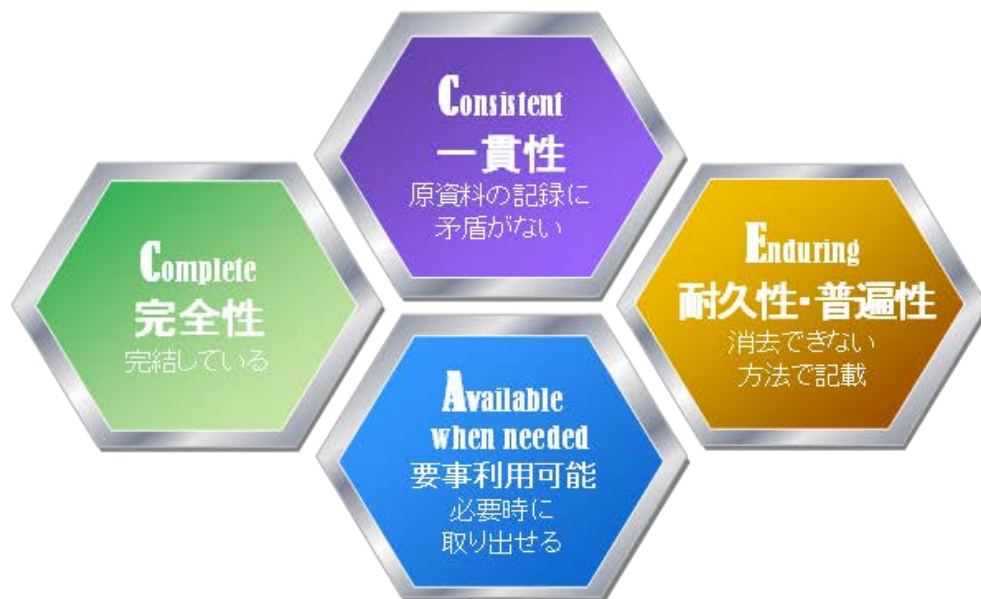 Consistent
一貫性
原資料の記録に
矛盾がない
Complete
完全性
完結している
Enduring
耐久性・普遍性
消去できない
方法で記載
Available
when needed
要事利用可能
必要時に
取り出せる